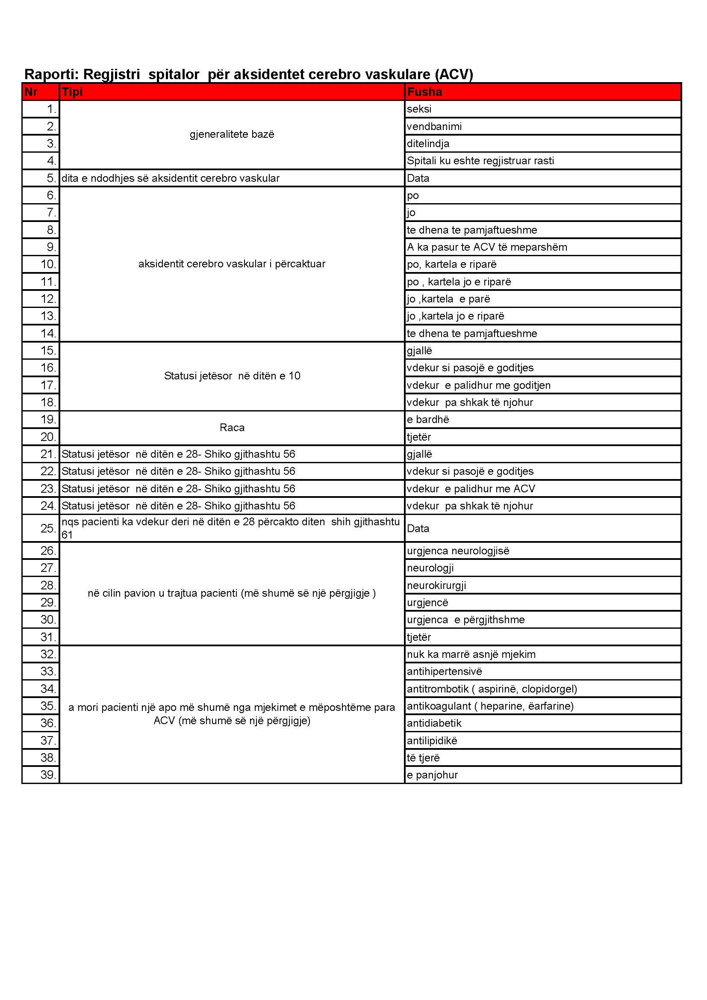 Raporti: Regjistri  spitalor  për aksidentet cerebro vaskulare (ACV)
Nr Tipi Fusha
1. gjeneralitete bazë seksi
2. vendbanimi
3. ditelindja
4. Spitali ku eshte regjistruar rasti
5. dita e ndodhjes së aksidentit cerebro vaskular Data
6. aksidentit cerebro vaskular i përcaktuar po
7. jo
8. te dhena te pamjaftueshme
9. A ka pasur te ACV të meparshëm
10. po, kartela e riparë
11. po , kartela jo e riparë
12. jo ,kartela  e parë
13. jo ,kartela jo e riparë
14. te dhena te pamjaftueshme
15. Statusi jetësor  në ditën e 10 gjallë
16. vdekur si pasojë e goditjes
17. vdekur  e palidhur me goditjen
18. vdekur  pa shkak të njohur
19. Raca e bardhë
20. tjetër
21. Statusi jetësor  në ditën e 28- Shiko gjithashtu 56 gjallë
22. Statusi jetësor  në ditën e 28- Shiko gjithashtu 56 vdekur si pasojë e goditjes
23. Statusi jetësor  në ditën e 28- Shiko gjithashtu 56 vdekur  e palidhur me ACV
24. Statusi jetësor  në ditën e 28- Shiko gjithashtu 56 vdekur  pa shkak të njohur
25. nqs pacienti ka vdekur deri në ditën e 28 përcakto diten  shih gjithashtu
61 Data
26. në cilin pavion u trajtua pacienti (më shumë së një përgjigje ) urgjenca neurologjisë
27. neurologji
28. neurokirurgji
29. urgjencë
30. urgjenca  e përgjithshme
31. tjetër
32. a mori pacienti një apo më shumë nga mjekimet e mëposhtëme para
ACV (më shumë së një përgjigje) nuk ka marrë asnjë mjekim
33. antihipertensivë
34. antitrombotik ( aspirinë, clopidorgel)
35. antikoagulant ( heparine, ëarfarine)
36. antidiabetik
37. antilipidikë
38. të tjerë
39. e panjohur